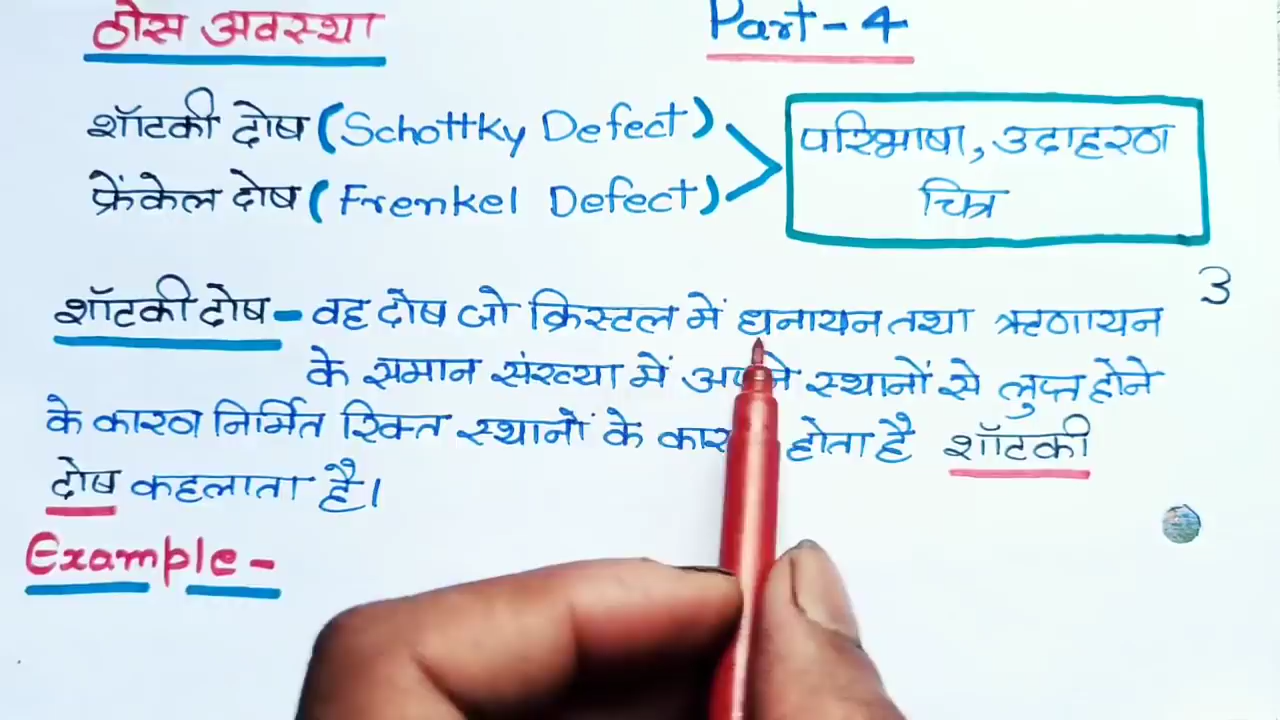 ठोस अवस्था
Part-4
शॉटकी दोष (Schottky Defect)
फ्रेंकेल दोष (Frenkel Defect)
परिभाषा, उदाहरण
चित्र
3
शॉटकी दोष - वह दोष जो क्रिस्टल में धनायन तथा ऋणायन
के समान संख्या में अपने स्थानों से लुप्त होने
के कारण निर्मित रिक्त स्थानों के कारण होता है शॉटकी
दोष कहलाता है।
Example -